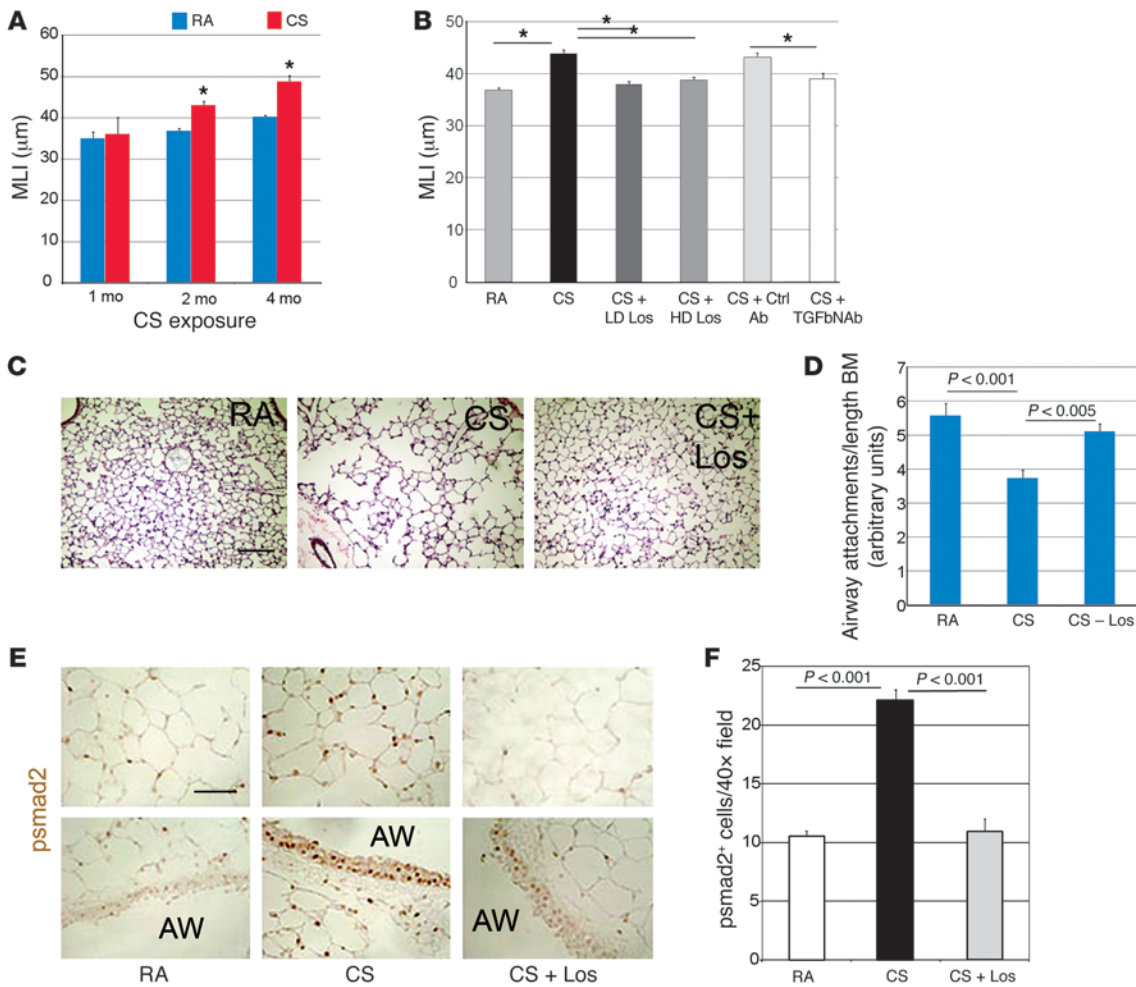 A
RA
CS
MLI (μm)
60
50
40
30
20
10
0
*
*
1 mo
2 mo
4 mo
CS exposure
B
MLI (μm)
50
40
30
20
10
0
*
*
*
*
RA
CS
CS +
LD Los
CS +
HD Los
CS + Ctrl
Ab
CS +
TGFbNAb
C
RA
CS
CS+
Los
D
Airway attachments/length BM
(arbitrary units)
7
6
5
4
3
2
1
0
P < 0.001
P < 0.005
RA
CS
CS – Los
E
psmad2
AW
AW
AW
RA
CS
CS + Los
F
psmad2⁺ cells/40× field
25
20
15
10
5
0
P < 0.001
P < 0.001
RA
CS
CS + Los